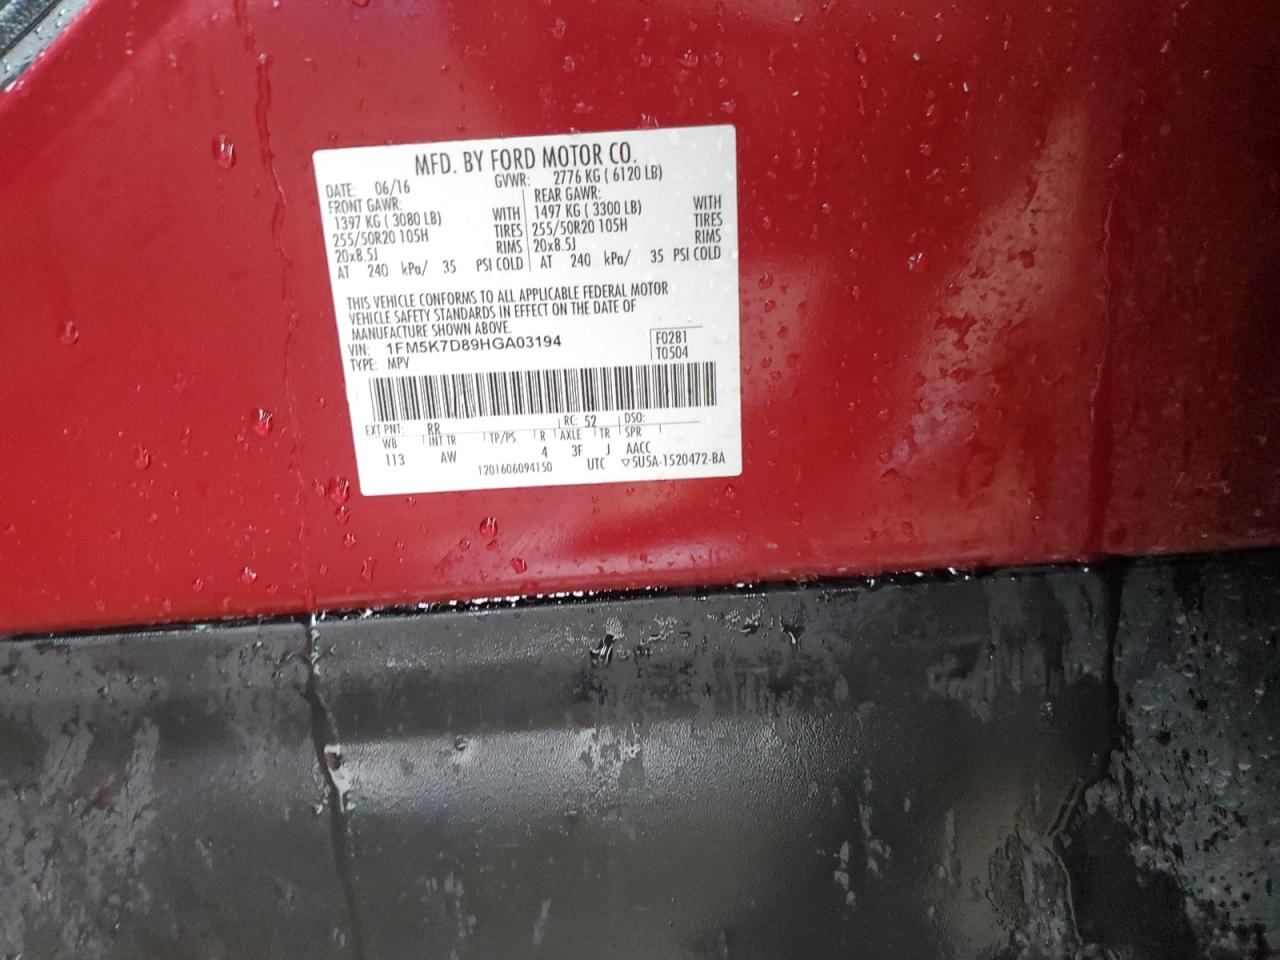 MFD. BY FORD MOTOR CO.
DATE: 06/16 GVWR: 2776 KG ( 6120 LB)
FRONT GAWR: REAR GAWR:
1397 KG ( 3080 LB) WITH 1497 KG ( 3300 LB) WITH
255/50R20 105H TIRES 255/50R20 105H TIRES
20x8.5J RIMS 20x8.5J RIMS
AT 240 kPa/ 35 PSI COLD AT 240 kPa/ 35 PSI COLD
THIS VEHICLE CONFORMS TO ALL APPLICABLE FEDERAL MOTOR
VEHICLE SAFETY STANDARDS IN EFFECT ON THE DATE OF
MANUFACTURE SHOWN ABOVE.
VIN: 1FM5K7D89HGA03194 F0281
TYPE: MPV T0504
EXT PNT: RR RC: 52 DSO:
WB INT TR TP/PS R AXLE TR SPR
113 AW 4 3F J AACC
1201606094150 UTC ▽5U5A-1520472-BA